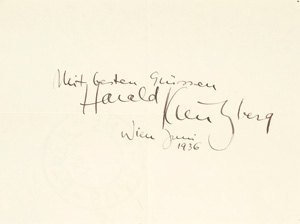 Mit besten Grüssen
Harald Kreutzberg
Wien Juni
1936